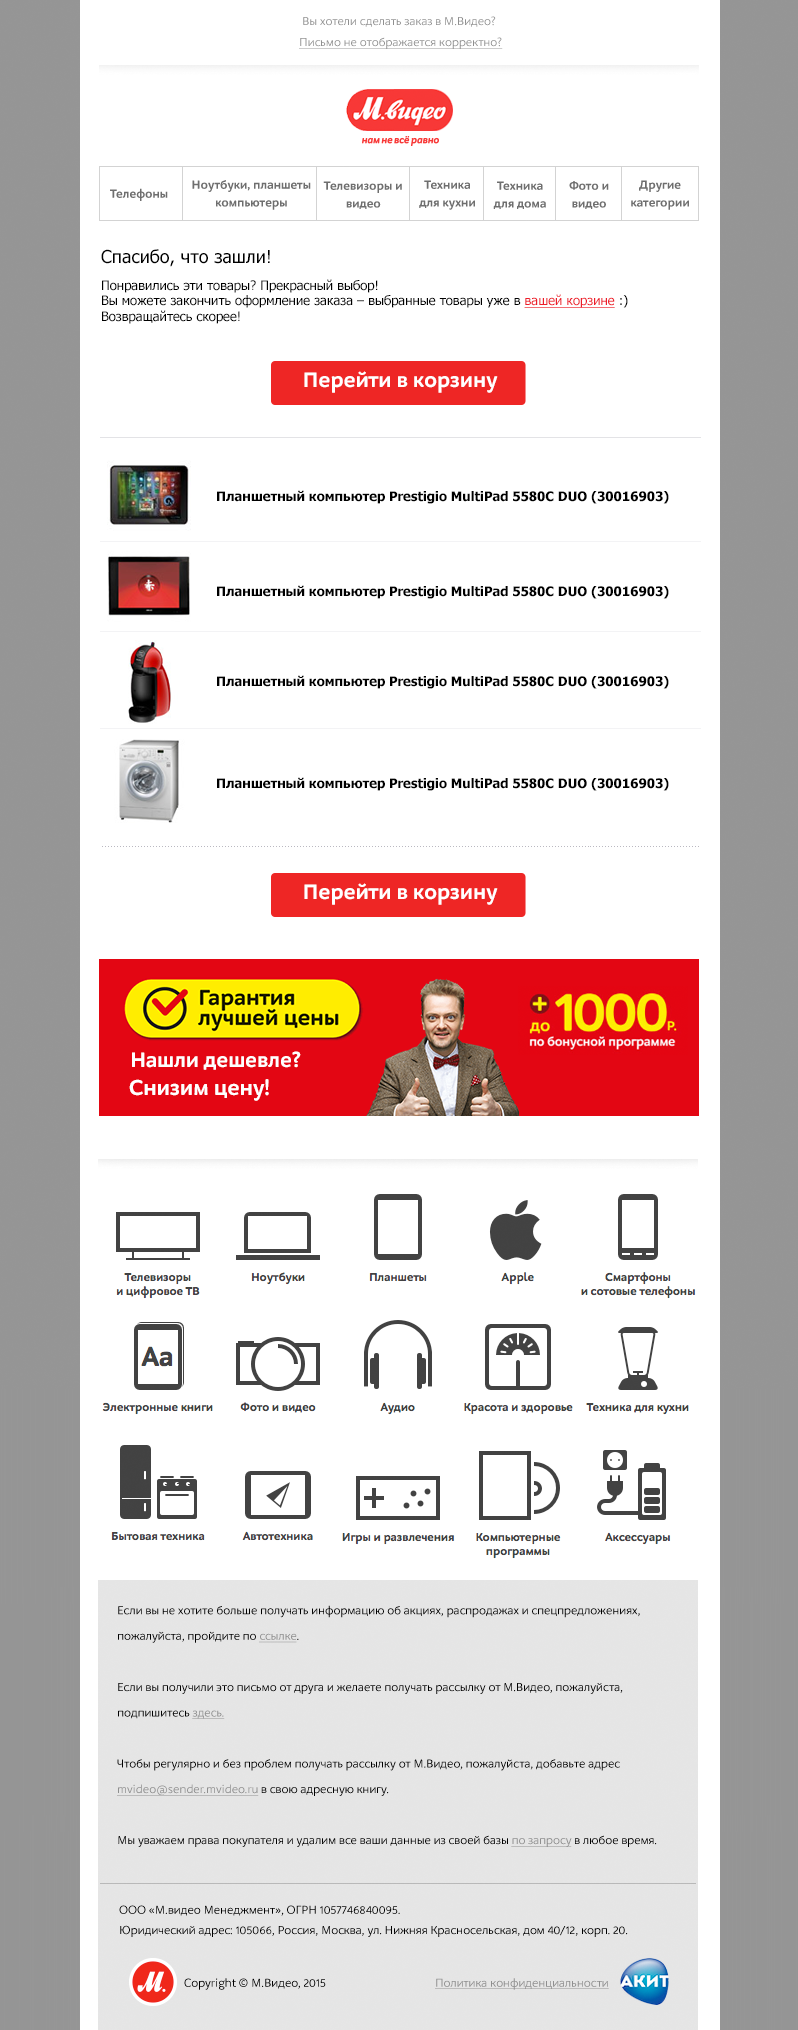 Вы хотели сделать заказ в М.Видео?
Письмо не отображается корректно?
М.видео
нам не всё равно
Телефоны
Ноутбуки, планшеты
компьютеры
Телевизоры и
видео
Техника
для кухни
Техника
для дома
Фото и
видео
Другие
категории
Спасибо, что зашли!
Понравились эти товары? Прекрасный выбор!
Вы можете закончить оформление заказа – выбранные товары уже в вашей корзине :)
Возвращайтесь скорее!
Перейти в корзину
Планшетный компьютер Prestigio MultiPad 5580C DUO (30016903)
Планшетный компьютер Prestigio MultiPad 5580C DUO (30016903)
Планшетный компьютер Prestigio MultiPad 5580C DUO (30016903)
Планшетный компьютер Prestigio MultiPad 5580C DUO (30016903)
Перейти в корзину
Гарантия
лучшей цены
Нашли дешевле?
Снизим цену!
+
до 1000 Р.
по бонусной программе
Телевизоры
и цифровое ТВ
Ноутбуки
Планшеты
Apple
Смартфоны
и сотовые телефоны
Aa
Электронные книги
Фото и видео
Аудио
Красота и здоровье
Техника для кухни
Бытовая техника
Автотехника
Игры и развлечения
Компьютерные
программы
Аксессуары
Если вы не хотите больше получать информацию об акциях, распродажах и спецпредложениях,
пожалуйста, пройдите по ссылке.
Если вы получили это письмо от друга и желаете получать рассылку от М.Видео, пожалуйста,
подпишитесь здесь.
Чтобы регулярно и без проблем получать рассылку от М.Видео, пожалуйста, добавьте адрес
mvideo@sender.mvideo.ru в свою адресную книгу.
Мы уважаем права покупателя и удалим все ваши данные из своей базы по запросу в любое время.
ООО «М.видео Менеджмент», ОГРН 1057746840095.
Юридический адрес: 105066, Россия, Москва, ул. Нижняя Красносельская, дом 40/12, корп. 20.
М.
Copyright © М.Видео, 2015
Политика конфиденциальности
АКИТ